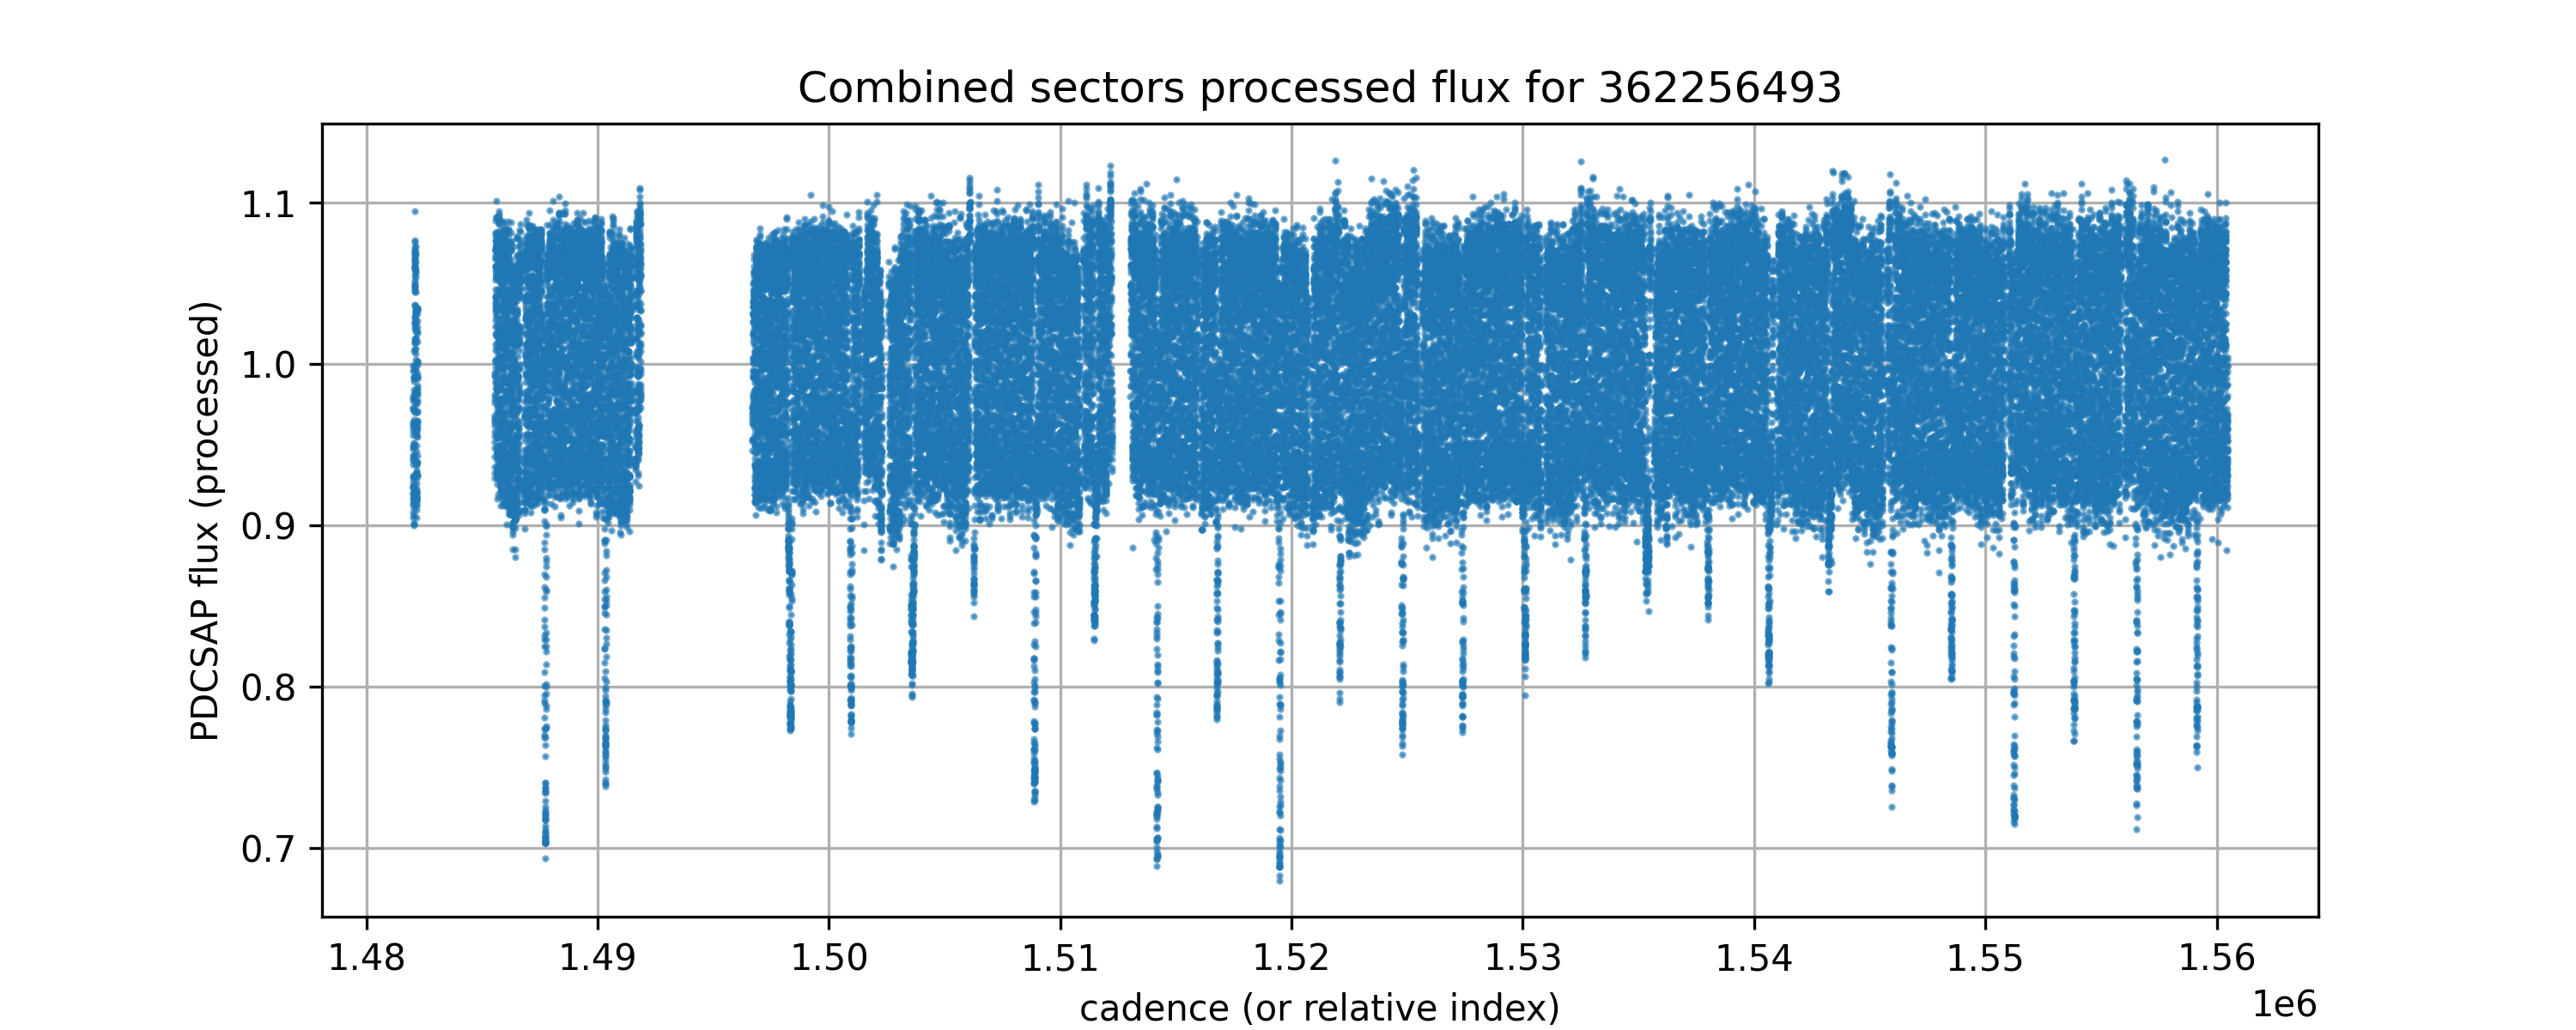 Combined sectors processed flux for 362256493
PDCSAP flux (processed)
1.1
1.0
0.9
0.8
0.7
1.48 1.49 1.50 1.51 1.52 1.53 1.54 1.55 1.56
1e6
cadence (or relative index)